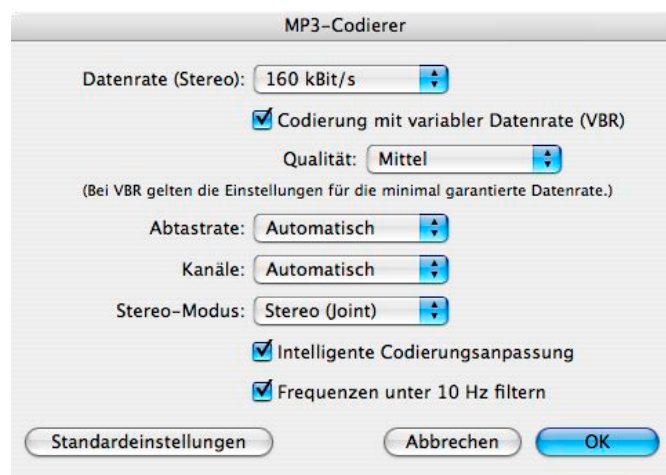 MP3-Codierer
Datenrate (Stereo): 160 kBit/s
Codierung mit variabler Datenrate (VBR)
Qualität: Mittel
(Bei VBR gelten die Einstellungen für die minimal garantierte Datenrate.)
Abtastrate: Automatisch
Kanäle: Automatisch
Stereo-Modus: Stereo (Joint)
Intelligente Codierungsanpassung
Frequenzen unter 10 Hz filtern
Standardeinstellungen Abbrechen OK